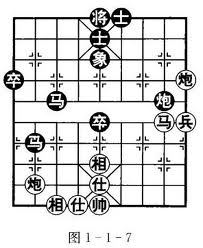 将 士
士
象
卒 炮
马 炮
卒 马 兵
马
相
炮 仕
相 仕 帅
图 1-1-7